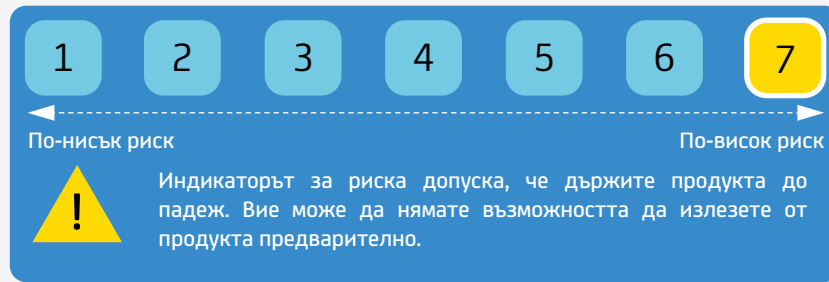 1 2 3 4 5 6 7
По-нисък риск По-висок риск
!
Индикаторът за риска допуска, че държите продукта до
падеж. Вие може да нямате възможността да излезете от
продукта предварително.